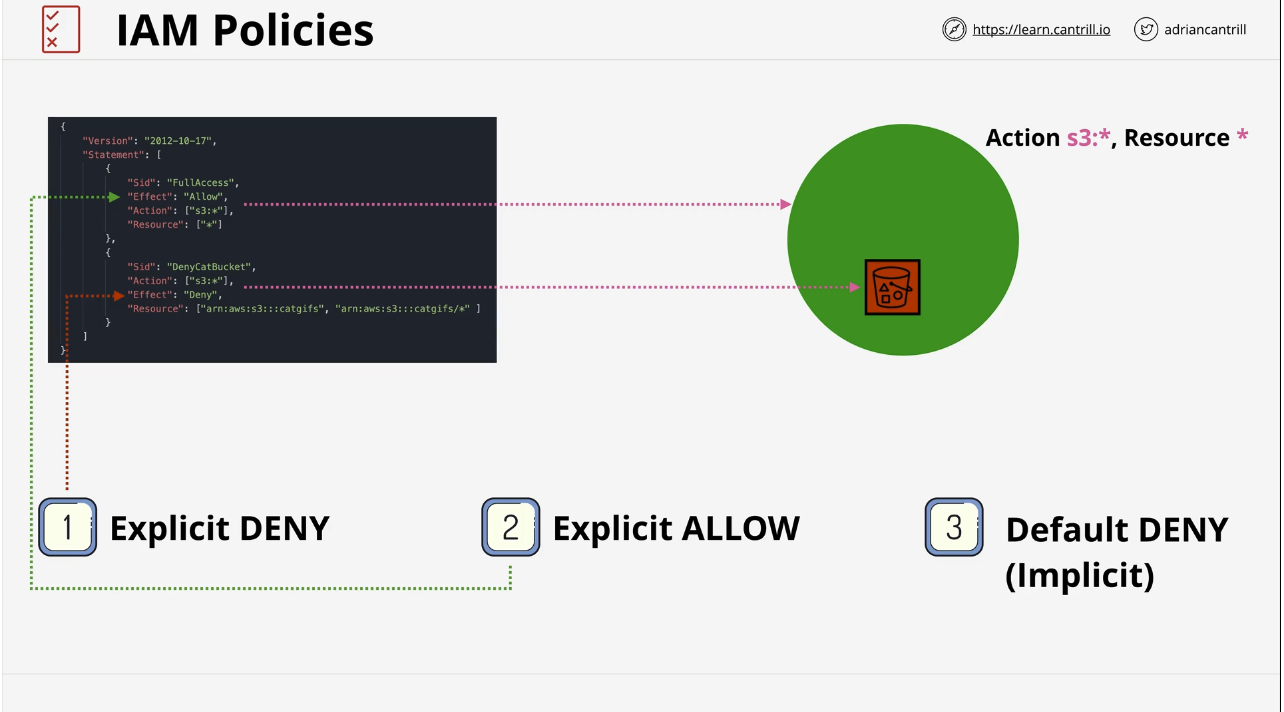 IAM Policies
https://learn.cantrill.io
adriancantrill
{
"Version": "2012-10-17",
"Statement": [
{
"Sid": "FullAccess",
"Effect": "Allow",
"Action": ["s3:*"],
"Resource": ["*"]
},
{
"Sid": "DenyCatBucket",
"Action": ["s3:*"],
"Effect": "Deny",
"Resource": ["arn:aws:s3:::catgifs", "arn:aws:s3:::catgifs/*" ]
}
]
}
Action s3:*, Resource *
1 Explicit DENY
2 Explicit ALLOW
3 Default DENY
(Implicit)